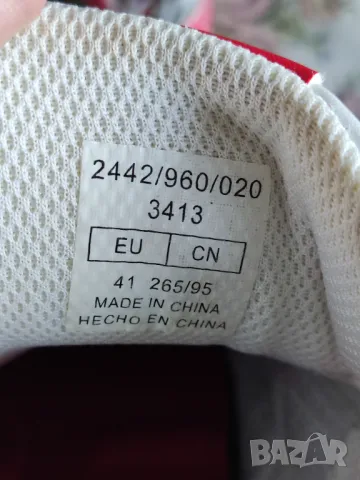 2442/960/020
3413
EU CN
41 265/95
MADE IN CHINA
HECHO EN CHINA
BAZAR